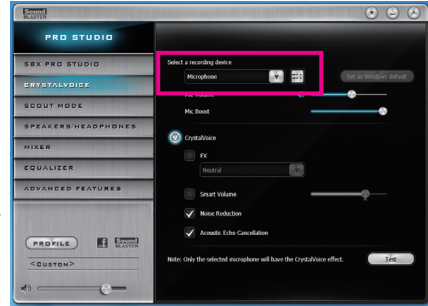 Sound
BLASTER
PRO STUDIO
SBX PRO STUDIO
CRYSTALVOICE
SCOUT MODE
SPEAKERS/HEADPHONES
MIXER
EQUALIZER
ADVANCED FEATURES
PROFILE
Sound
BLASTER
<CUSTOM>
Select a recording device
Microphone
Set as Windows default
Mic Volume
Mic Boost
CrystalVoice
FX
Neutral
Smart Volume
Noise Reduction
Acoustic Echo Cancellation
Note: Only the selected microphone will have the CrystalVoice effect.
Test